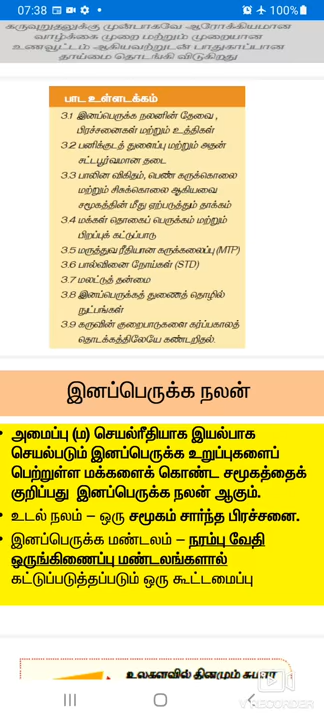 07:38 100%
கருவுறுதலுக்கு முன்பாகவே ஆரோக்கியமான
வாழ்க்கை முறை மற்றும் முறையான
உணவூட்டம் ஆகியவற்றுடன் பாதுகாப்பான
தாய்மை தொடங்கி விடுகிறது
பாட உள்ளடக்கம்
3.1 இனப்பெருக்க நலனின் தேவை,
பிரச்சனைகள் மற்றும் உத்திகள்
3.2 பனிக்குடத் துளைப்பு மற்றும் அதன்
சட்டபூர்வமான தடை
3.3 பாலின விகிதம், பெண் கருக்கொலை
மற்றும் சிசுக்கொலை ஆகியவை
சமூகத்தின் மீது ஏற்படுத்தும் தாக்கம்
3.4 மக்கள் தொகைப் பெருக்கம் மற்றும்
பிறப்புக் கட்டுப்பாடு
3.5 மருத்துவ ரீதியான கருக்கலைப்பு (MTP)
3.6 பால்வினை நோய்கள் (STD)
3.7 மலட்டுத் தன்மை
3.8 இனப்பெருக்கத் துணைத் தொழில்
நுட்பங்கள்
3.9 கருவின் குறைபாடுகளை கர்ப்பகாலத்
தொடக்கத்திலேயே கண்டறிதல்.
இனப்பெருக்க நலன்
• அமைப்பு (ம) செயல்ரீதியாக இயல்பாக
செயல்படும் இனப்பெருக்க உறுப்புகளைப்
பெற்றுள்ள மக்களைக் கொண்ட சமூகத்தைக்
குறிப்பது இனப்பெருக்க நலன் ஆகும்.
• உடல் நலம் – ஒரு சமூகம் சார்ந்த பிரச்சனை.
• இனப்பெருக்க மண்டலம் – நரம்பு வேதி
ஒருங்கிணைப்பு மண்டலங்களால்
கட்டுப்படுத்தப்படும் ஒரு கூட்டமைப்பு
உலகளவில் தினமும் சுமார்
V RECORDER